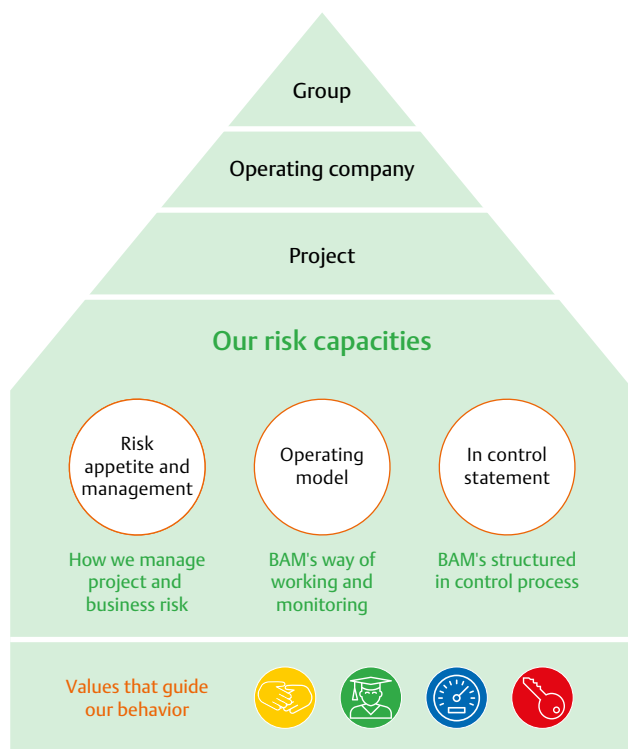 Group
Operating company
Project
Our risk capacities
Risk
appetite and
management
Operating
model
In control
statement
How we manage
project and
business risk
BAM's way of
working and
monitoring
BAM's structured
in control process
Values that guide
our behavior